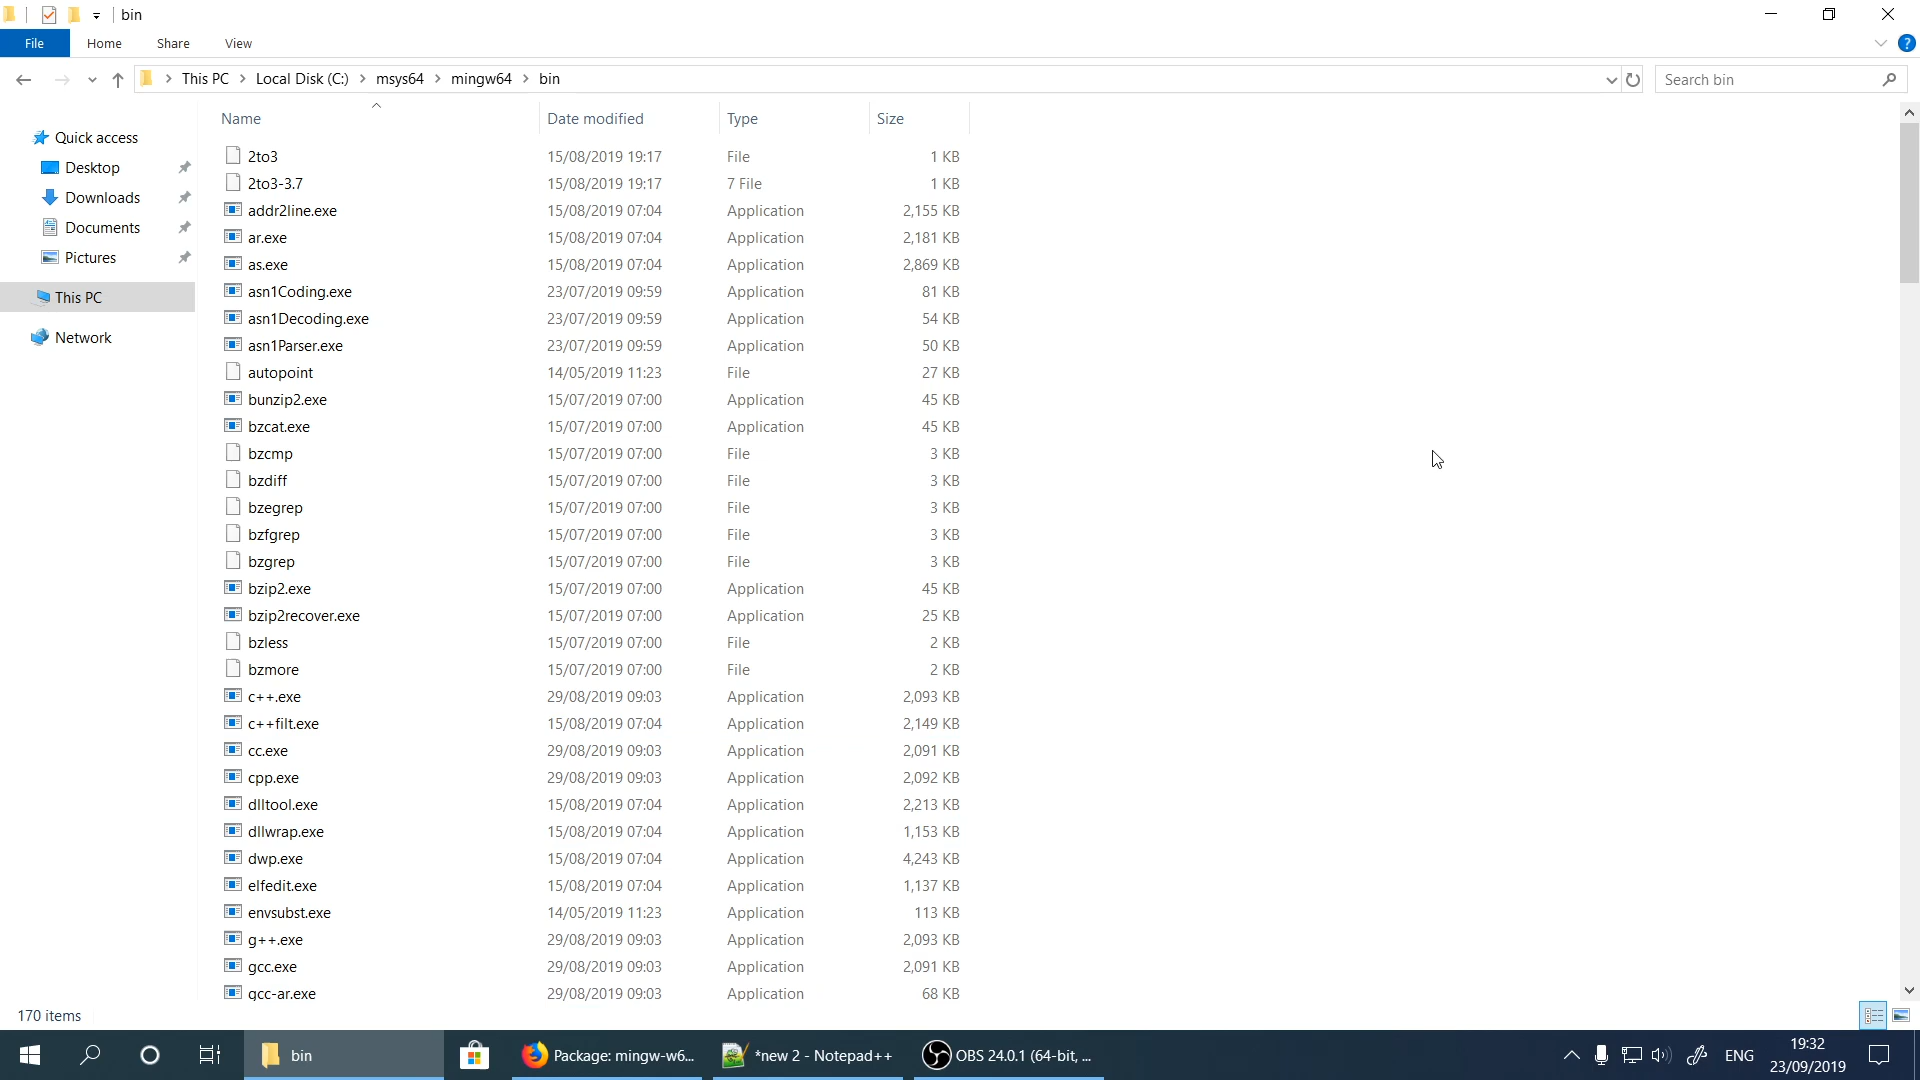 bin
File Home Share View
This PC Local Disk (C:) msys64 mingw64 bin
Search bin
Name Date modified Type Size
Quick access
Desktop
Downloads
Documents
Pictures
This PC
Network
2to3 15/08/2019 19:17 File 1 KB
2to3-3.7 15/08/2019 19:17 7 File 1 KB
addr2line.exe 15/08/2019 07:04 Application 2,155 KB
ar.exe 15/08/2019 07:04 Application 2,181 KB
as.exe 15/08/2019 07:04 Application 2,869 KB
asn1Coding.exe 23/07/2019 09:59 Application 81 KB
asn1Decoding.exe 23/07/2019 09:59 Application 54 KB
asn1Parser.exe 23/07/2019 09:59 Application 50 KB
autopoint 14/05/2019 11:23 File 27 KB
bunzip2.exe 15/07/2019 07:00 Application 45 KB
bzcat.exe 15/07/2019 07:00 Application 45 KB
bzcmp 15/07/2019 07:00 File 3 KB
bzdiff 15/07/2019 07:00 File 3 KB
bzegrep 15/07/2019 07:00 File 3 KB
bzfgrep 15/07/2019 07:00 File 3 KB
bzgrep 15/07/2019 07:00 File 3 KB
bzip2.exe 15/07/2019 07:00 Application 45 KB
bzip2recover.exe 15/07/2019 07:00 Application 25 KB
bzless 15/07/2019 07:00 File 2 KB
bzmore 15/07/2019 07:00 File 2 KB
c++.exe 29/08/2019 09:03 Application 2,093 KB
c++filt.exe 15/08/2019 07:04 Application 2,149 KB
cc.exe 29/08/2019 09:03 Application 2,091 KB
cpp.exe 29/08/2019 09:03 Application 2,092 KB
dlltool.exe 15/08/2019 07:04 Application 2,213 KB
dllwrap.exe 15/08/2019 07:04 Application 1,153 KB
dwp.exe 15/08/2019 07:04 Application 4,243 KB
elfedit.exe 15/08/2019 07:04 Application 1,137 KB
envsubst.exe 14/05/2019 11:23 Application 113 KB
g++.exe 29/08/2019 09:03 Application 2,093 KB
gcc.exe 29/08/2019 09:03 Application 2,091 KB
gcc-ar.exe 29/08/2019 09:03 Application 68 KB
170 items
bin Package: mingw-w6... *new 2 - Notepad++ OBS 24.0.1 (64-bit, ... ENG 19:32
23/09/2019